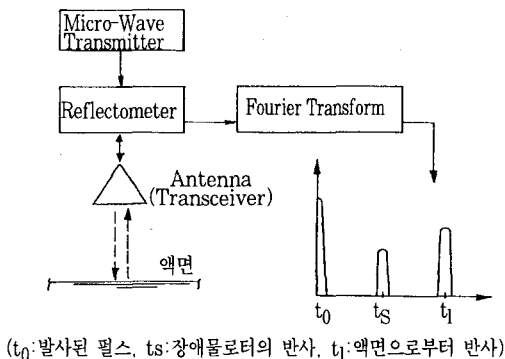 Micro-Wave
Transmitter
Reflectometer
Fourier Transform
Antenna
(Transceiver)
액면
t0
tS
tl
(t0:발사된 펄스, ts:장애물로터의 반사, tl:액면으로부터 반사)